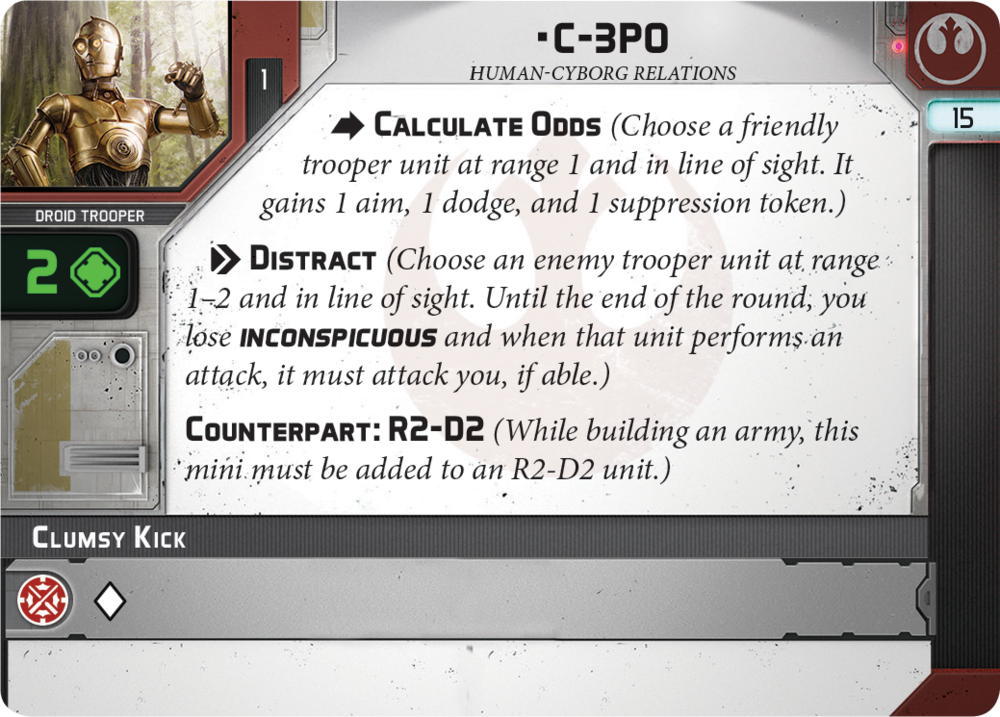 •C-3PO
HUMAN-CYBORG RELATIONS
1
15
CALCULATE ODDS (Choose a friendly
trooper unit at range 1 and in line of sight. It
gains 1 aim, 1 dodge, and 1 suppression token.)
DROID TROOPER
2
DISTRACT (Choose an enemy trooper unit at range
1–2 and in line of sight. Until the end of the round, you
lose INCONSPICUOUS and when that unit performs an
attack, it must attack you, if able.)
COUNTERPART: R2-D2 (While building an army, this
mini must be added to an R2-D2 unit.)
CLUMSY KICK